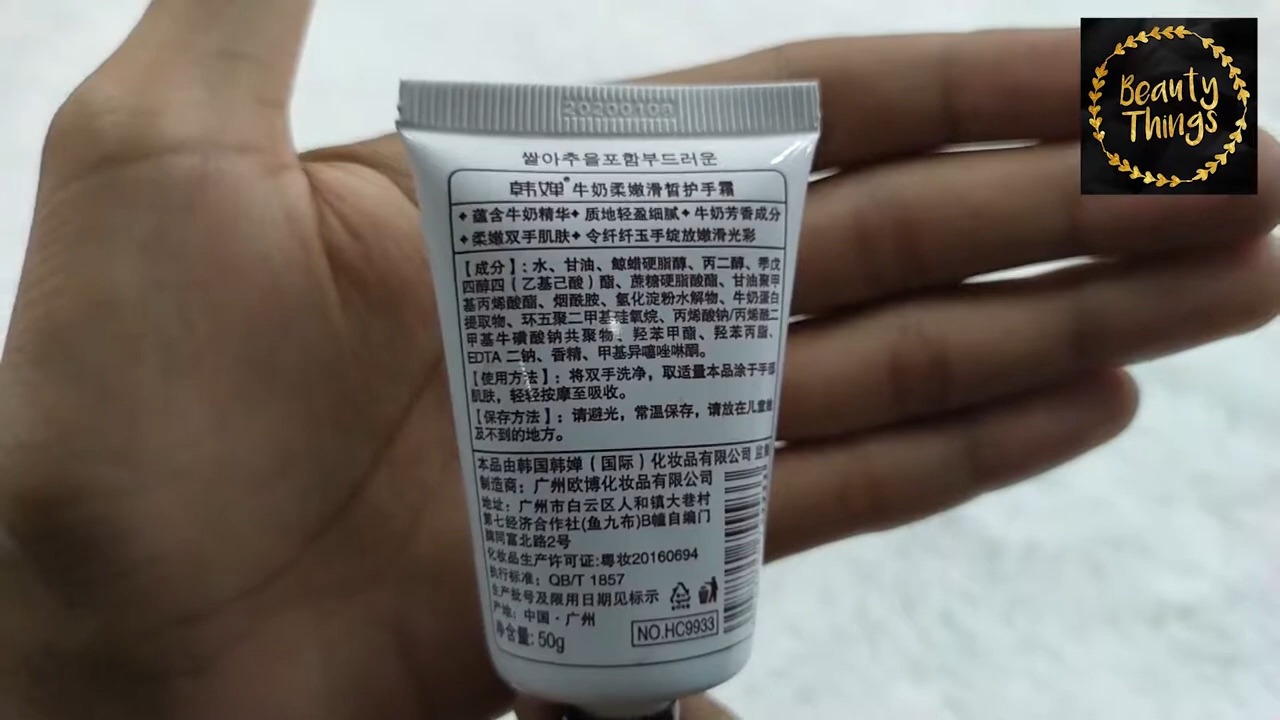 20200108
쌀아추을포함부드러운
韩婵® 牛奶柔嫩滑皙护手霜
蕴含牛奶精华 质地轻盈细腻 牛奶芳香成分
柔嫩双手肌肤 令纤纤玉手绽放嫩滑光彩
【成分】：水、甘油、鲸蜡硬脂醇、丙二醇、季戊
四醇四（乙基己酸）酯、蔗糖硬脂酸酯、甘油聚甲
基丙烯酸酯、烟酰胺、氢化淀粉水解物、牛奶蛋白
提取物、环五聚二甲基硅氧烷、丙烯酸钠/丙烯酰二
甲基牛磺酸钠共聚物、羟苯甲酯、羟苯丙酯、
EDTA 二钠、香精、甲基异噻唑啉酮。
【使用方法】：将双手洗净，取适量本品涂于手部
肌肤，轻轻按摩至吸收。
【保存方法】：请避光，常温保存，请放在儿童触
及不到的地方。
本品由韩国韩婵（国际）化妆品有限公司 监制
制造商：广州欧博化妆品有限公司
地址：广州市白云区人和镇大巷村
第七经济合作社(鱼九布)B幢自编门
牌同富北路2号
化妆品生产许可证:粤妆20160694
执行标准：QB/T 1857
生产批号及限用日期见标示
产地：中国·广州
净含量: 50g
NO.HC9933
Beauty
Things